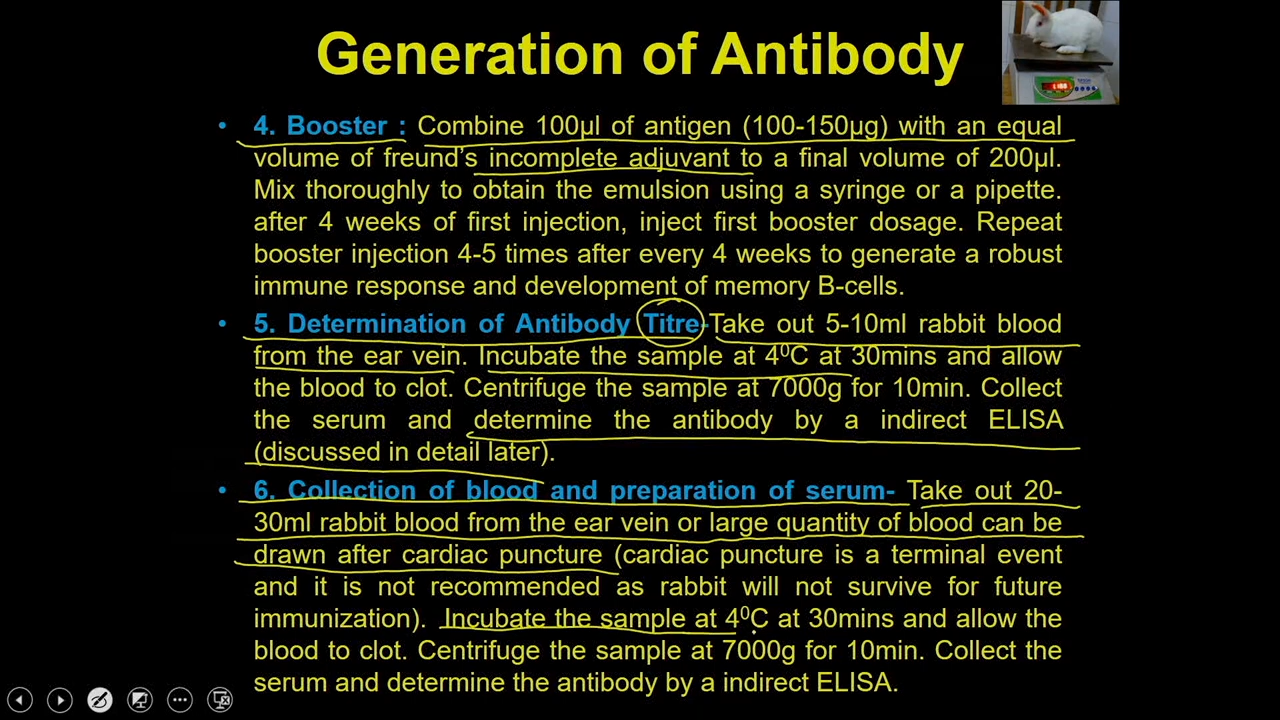 Generation of Antibody
• 4. Booster : Combine 100µl of antigen (100-150µg) with an equal
volume of freund's incomplete adjuvant to a final volume of 200µl.
Mix thoroughly to obtain the emulsion using a syringe or a pipette.
after 4 weeks of first injection, inject first booster dosage. Repeat
booster injection 4-5 times after every 4 weeks to generate a robust
immune response and development of memory B-cells.
• 5. Determination of Antibody Titre-Take out 5-10ml rabbit blood
from the ear vein. Incubate the sample at 4⁰C at 30mins and allow
the blood to clot. Centrifuge the sample at 7000g for 10min. Collect
the serum and determine the antibody by a indirect ELISA
(discussed in detail later).
• 6. Collection of blood and preparation of serum- Take out 20-
30ml rabbit blood from the ear vein or large quantity of blood can be
drawn after cardiac puncture (cardiac puncture is a terminal event
and it is not recommended as rabbit will not survive for future
immunization). Incubate the sample at 4⁰C at 30mins and allow the
blood to clot. Centrifuge the sample at 7000g for 10min. Collect the
serum and determine the antibody by a indirect ELISA.